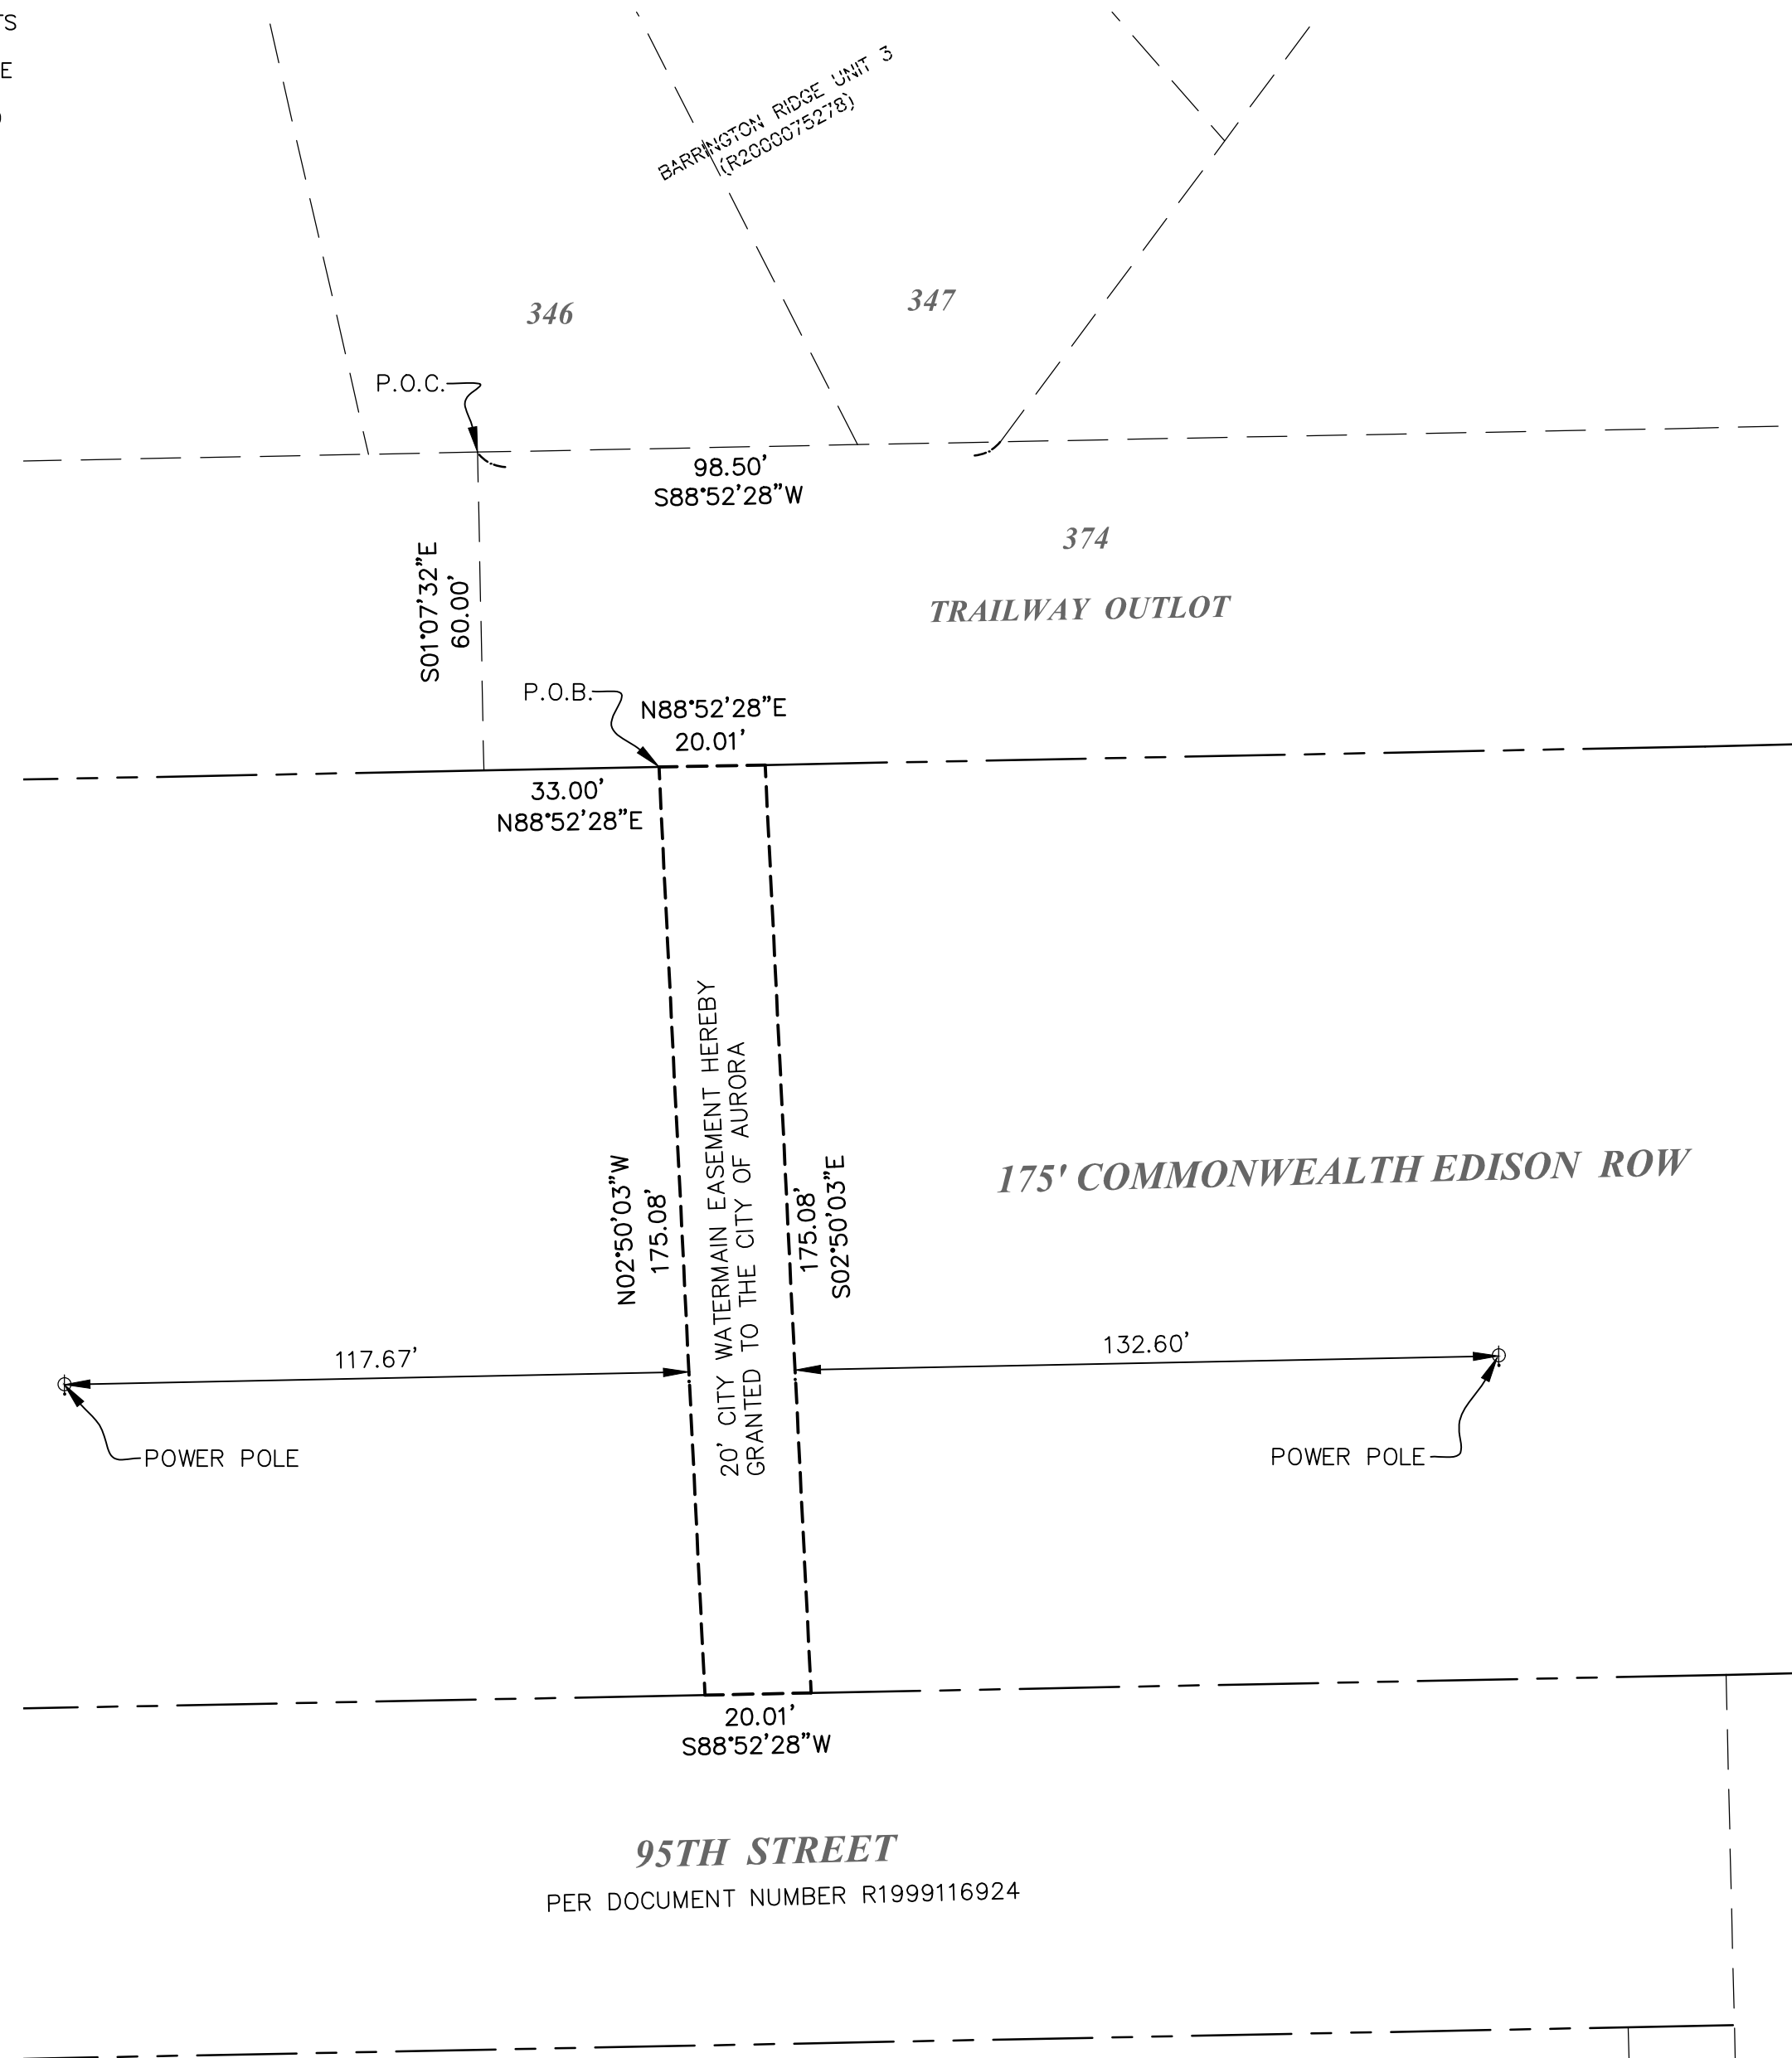 TS
E
BARRINGTON RIDGE UNIT 3
(R2000075278)
346
347
P.O.C.
98.50'
S88°52'28"W
374
TRAILWAY OUTLOT
S01°07'32"E
60.00'
P.O.B.
N88°52'28"E
20.01'
33.00'
N88°52'28"E
20' CITY WATERMAIN EASEMENT HEREBY
GRANTED TO THE CITY OF AURORA
N02°50'03"W
175.08'
175.08'
S02°50'03"E
175' COMMONWEALTH EDISON ROW
117.67'
132.60'
POWER POLE
POWER POLE
20.01'
S88°52'28"W
95TH STREET
PER DOCUMENT NUMBER R1999116924